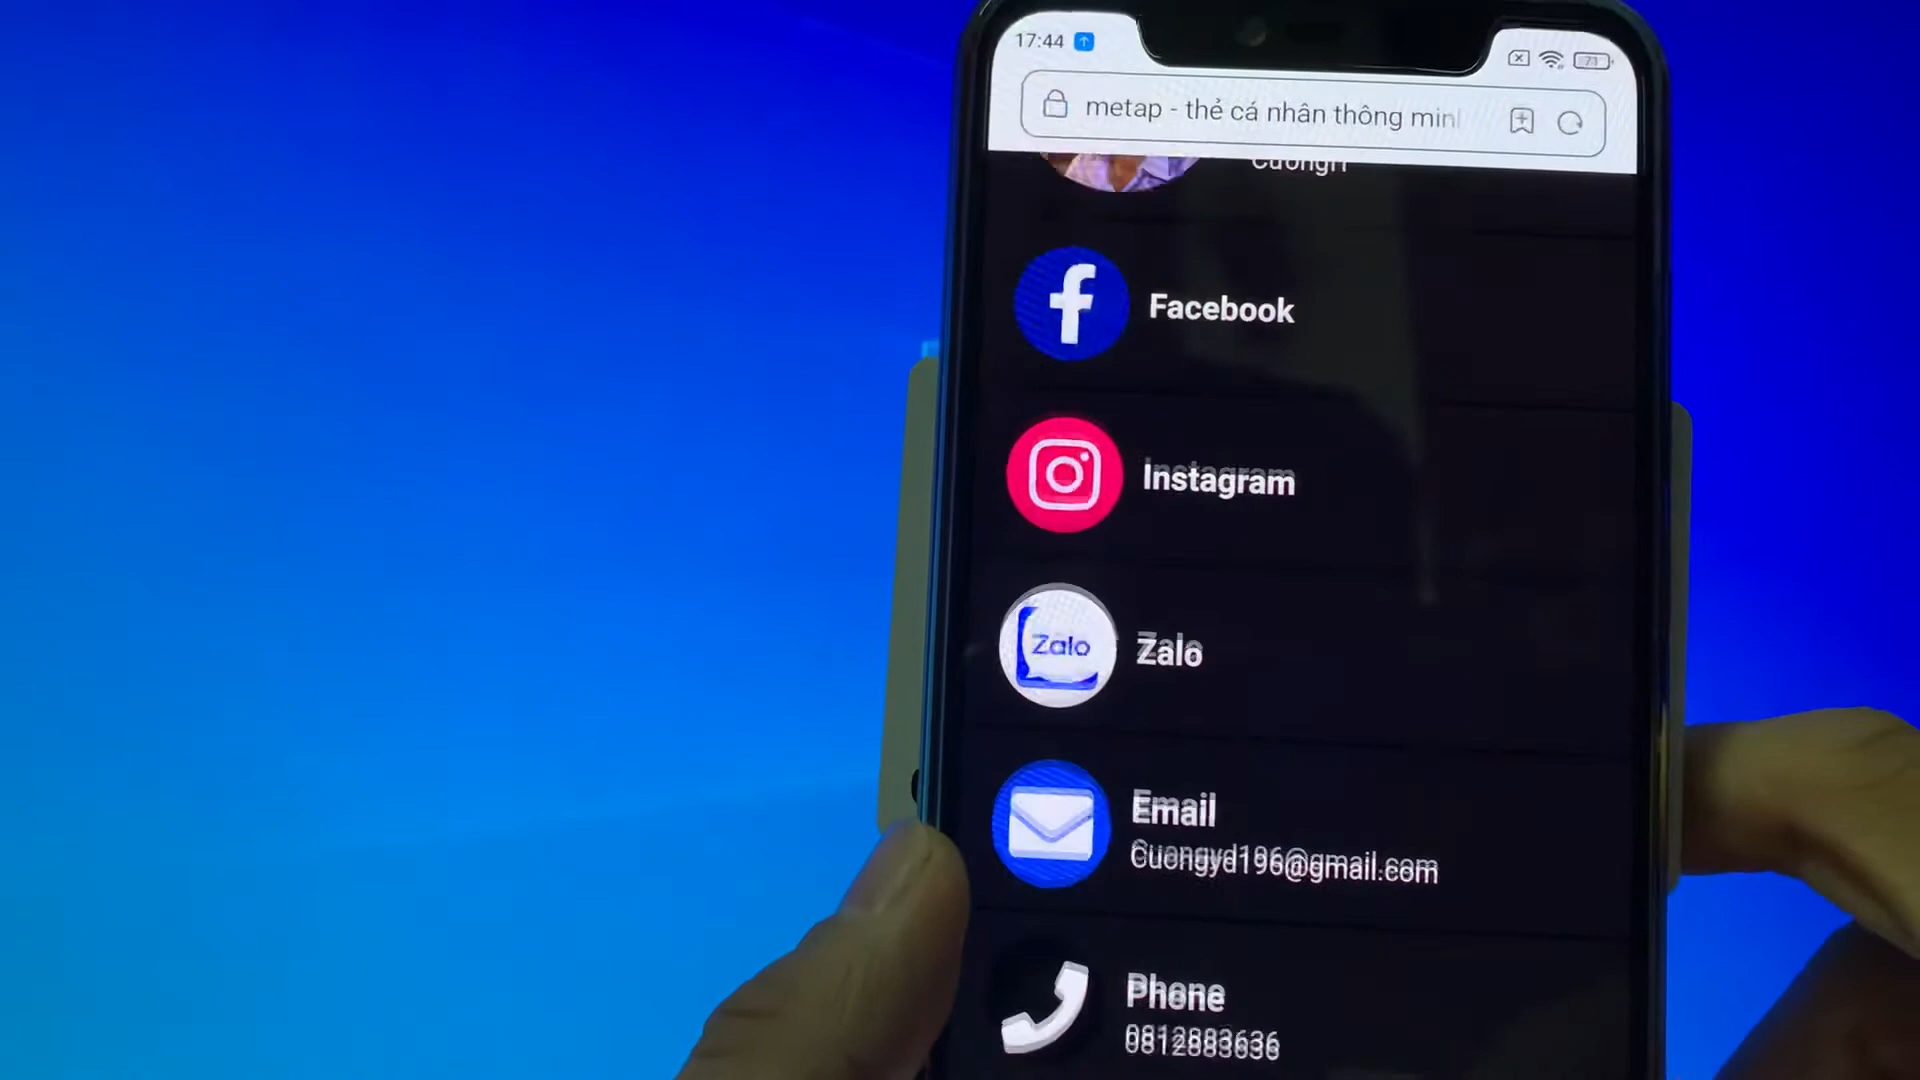 17:44
73
metap - thẻ cá nhân thông minh
CuongH
Facebook
Instagram
Zalo
Zalo
Email
Cuongyd196@gmail.com
Phone
0812883636